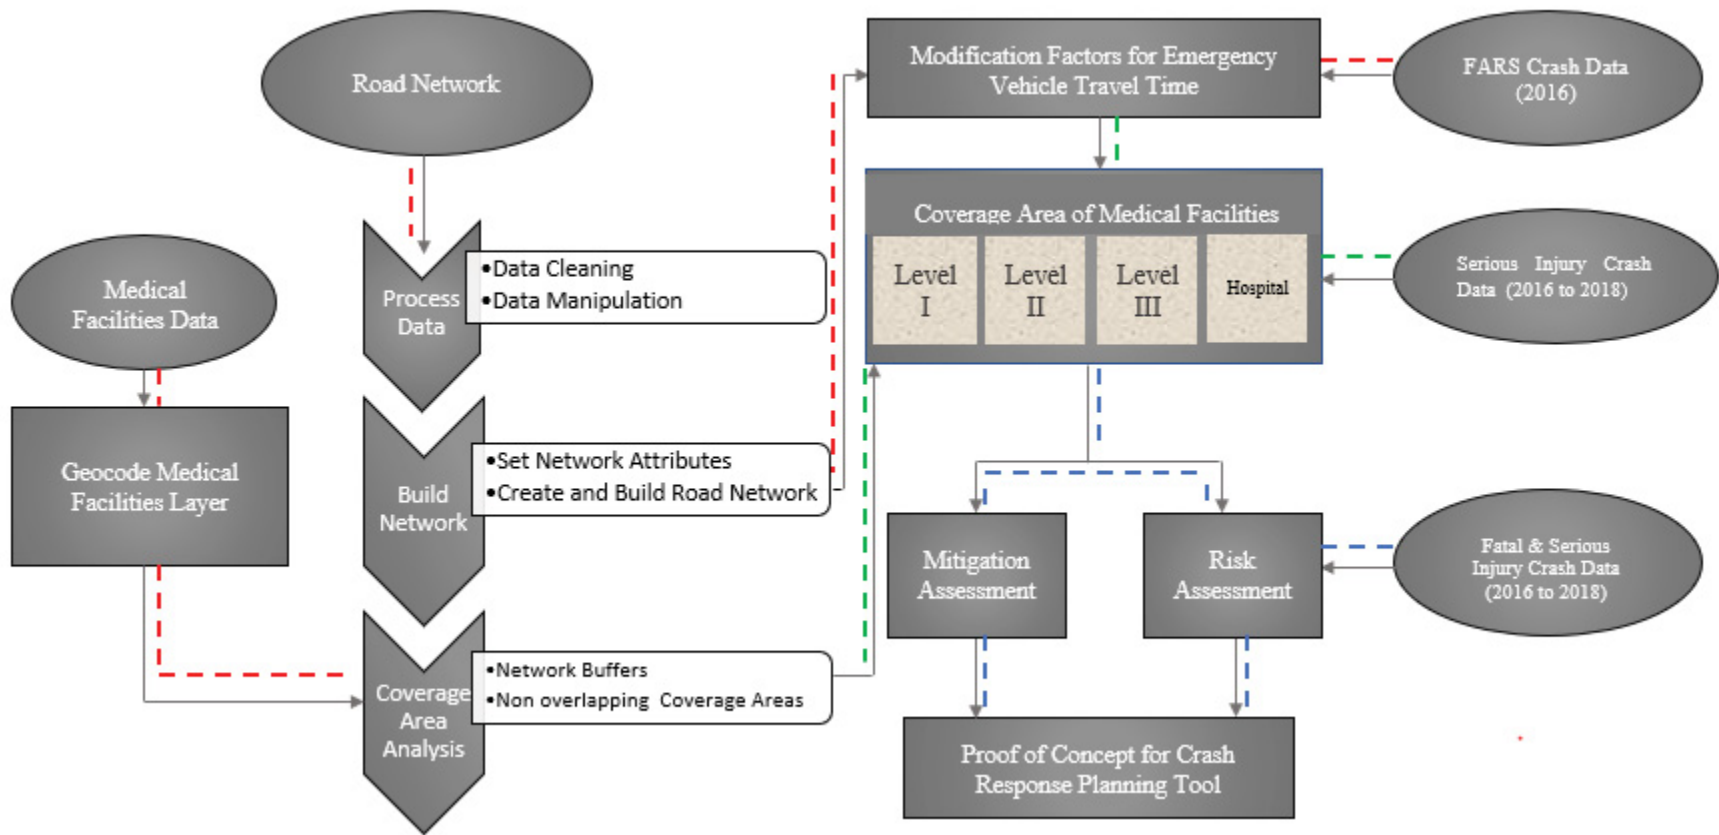 Road Network
Medical
Facilities Data
Geocode Medical
Facilities Layer
Process
Data
•Data Cleaning
•Data Manipulation
Build
Network
•Set Network Attributes
•Create and Build Road Network
Coverage
Area
Analysis
•Network Buffers
•Non overlapping Coverage Areas
Modification Factors for Emergency
Vehicle Travel Time
FARS Crash Data
(2016)
Coverage Area of Medical Facilities
Level
I
Level
II
Level
III
Hospital
Serious Injury Crash
Data (2016 to 2018)
Mitigation
Assessment
Risk
Assessment
Fatal & Serious
Injury Crash Data
(2016 to 2018)
Proof of Concept for Crash
Response Planning Tool